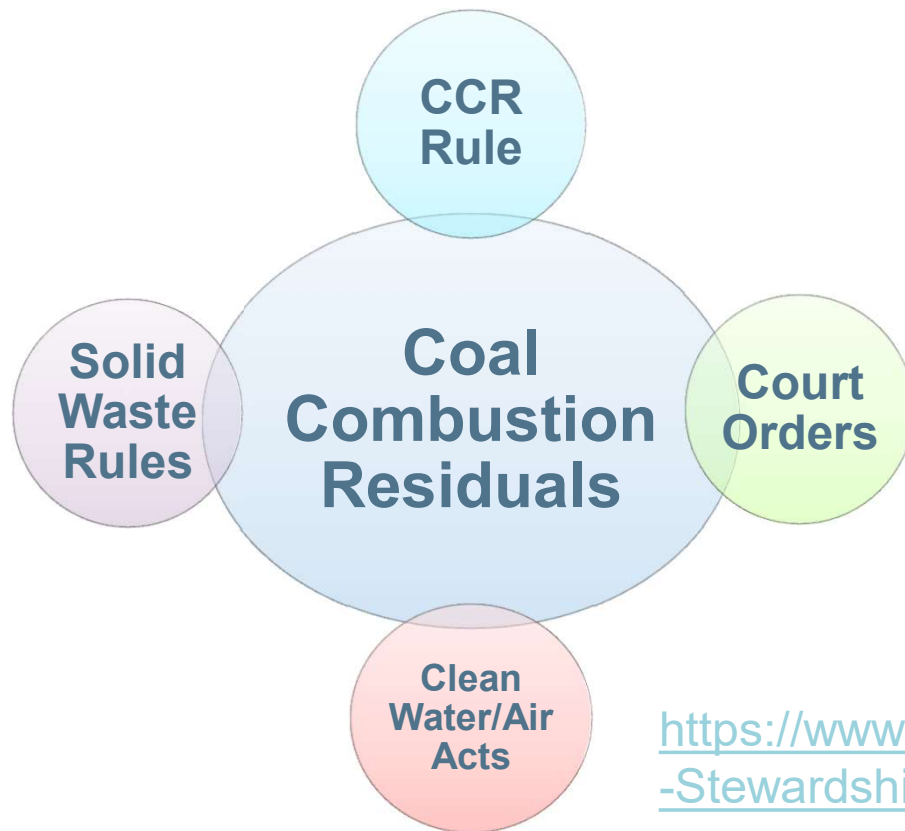 CCR
Rule
Solid
Waste
Rules
Coal
Combustion
Residuals
Court
Orders
Clean
Water/Air
Acts
https://www
-Stewardshi